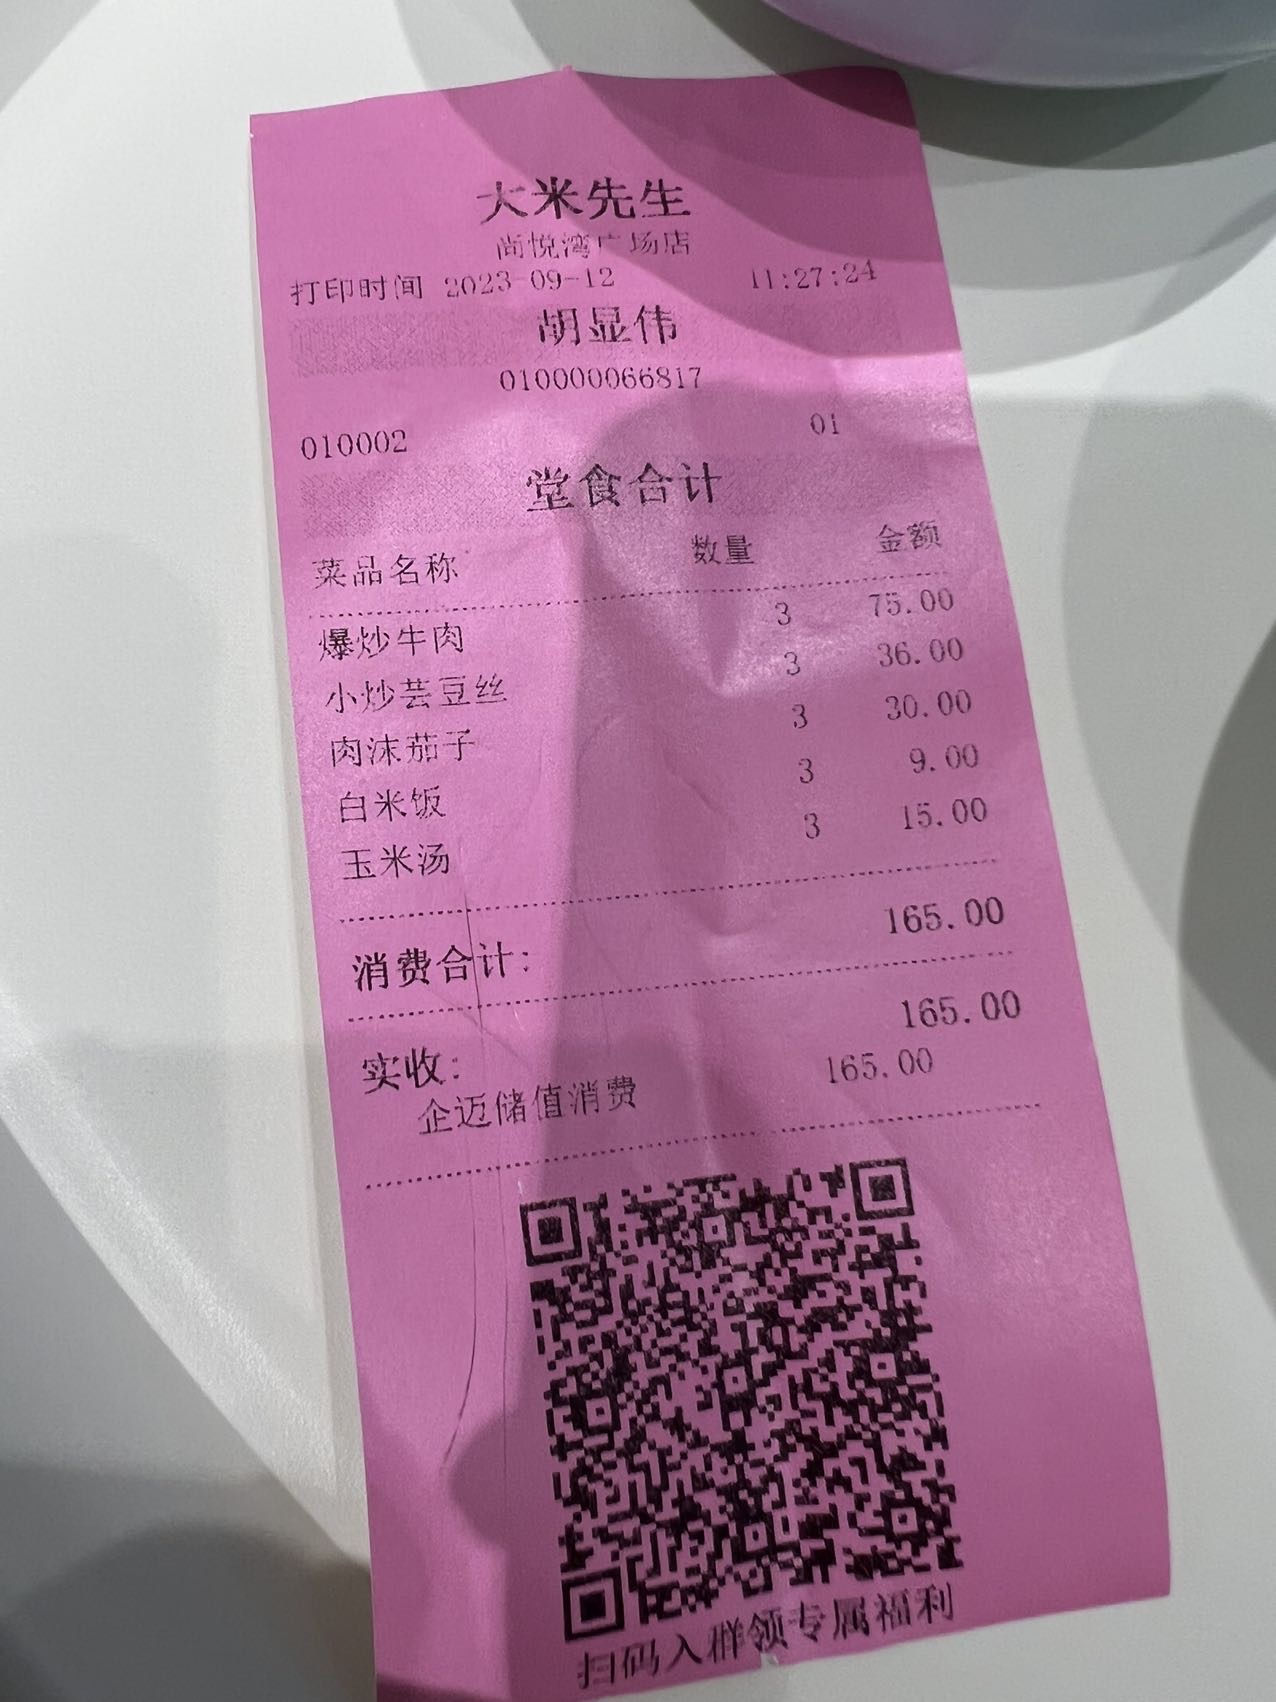 大米先生
尚悦湾广场店
打印时间 2023-09-12 11:27:24
胡显伟
010000066817
010002 01
堂食合计
菜品名称 数量 金额
爆炒牛肉 3 75.00
小炒芸豆丝 3 36.00
肉沫茄子 3 30.00
白米饭 3 9.00
玉米汤 3 15.00
消费合计: 165.00
实收: 165.00
企迈储值消费 165.00
扫码入群领专属福利